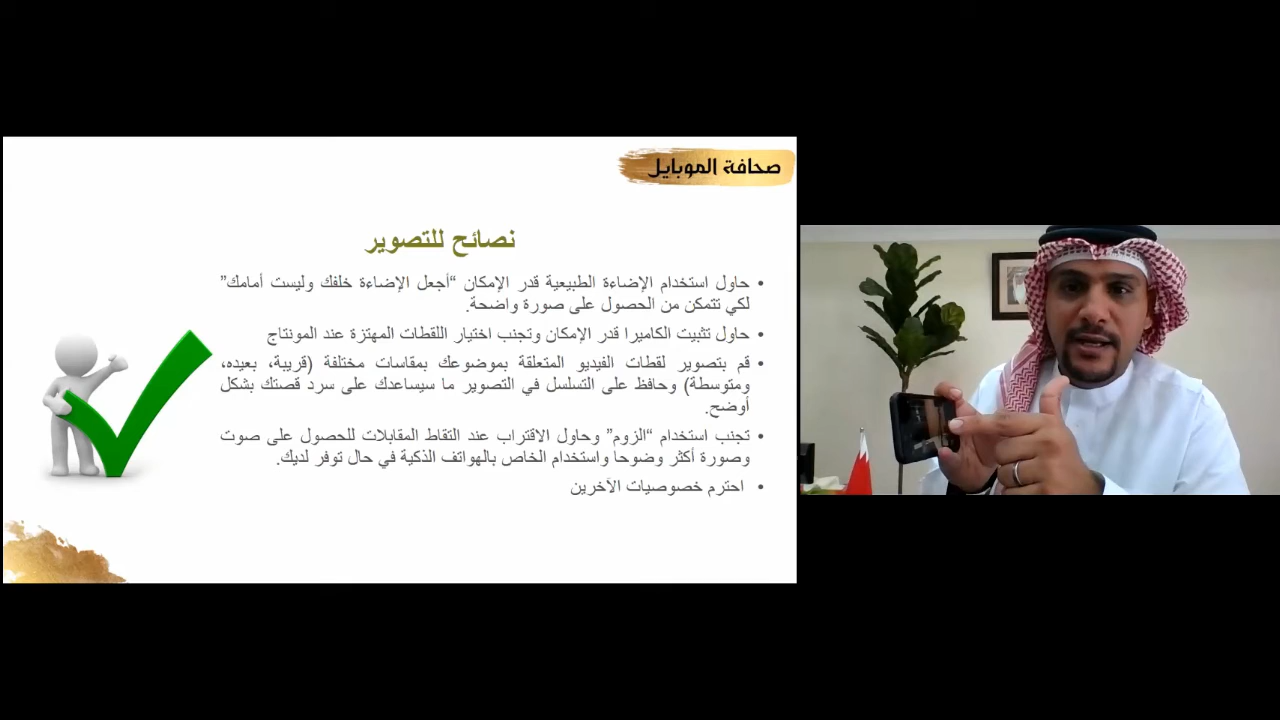 صحافة الموبايل
نصائح للتصوير
• حاول استخدام الإضاءة الطبيعية قدر الإمكان “أجعل الإضاءة خلفك وليست أمامك”
لكي تتمكن من الحصول على صورة واضحة.
• حاول تثبيت الكاميرا قدر الإمكان وتجنب اختيار اللقطات المهتزة عند المونتاج
• قم بتصوير لقطات الفيديو المتعلقة بموضوعك بمقاسات مختلفة (قريبة، بعيده،
ومتوسطة) وحافظ على التسلسل في التصوير ما سيساعدك على سرد قصتك بشكل
أوضح.
• تجنب استخدام “الزوم” وحاول الاقتراب عند التقاط المقابلات للحصول على صوت
وصورة أكثر وضوحا واستخدام الخاص بالهواتف الذكية في حال توفر لديك.
• احترم خصوصيات الآخرين